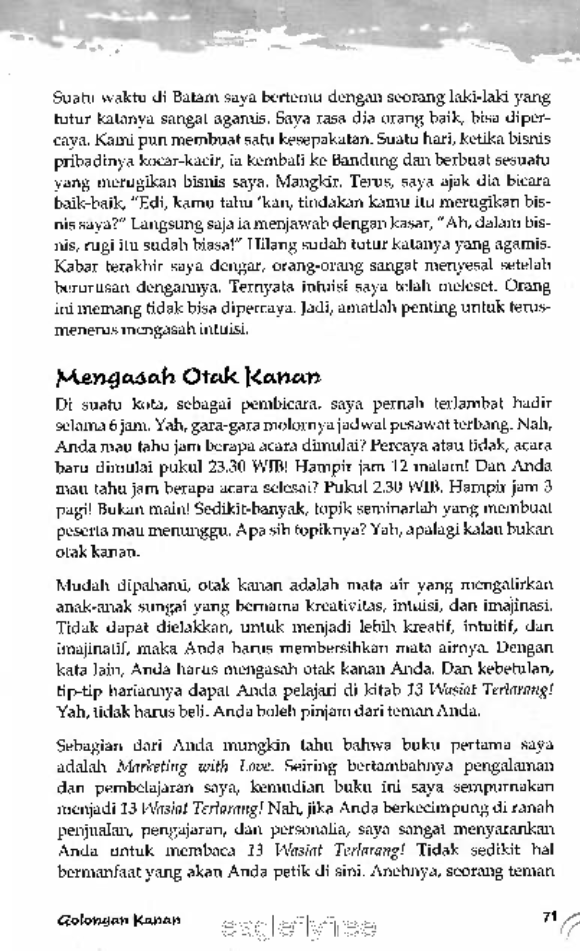 Suatu waktu di Batam saya bertemu dengan seorang laki-laki yang
tutur katanya sangat agamis. Saya rasa dia orang baik, bisa diper-
caya. Kami pun membuat satu kesepakatan. Suatu hari, ketika bisnis
pribadinya kocar-kacir, ia kembali ke Bandung dan berbuat sesuatu
yang merugikan bisnis saya. Mangkir. Terus, saya ajak dia bicara
baik-baik, "Edi, kamu tahu 'kan, tindakan kamu itu merugikan bis-
nis saya?" Langsung saja ia menjawab dengan kasar, "Ah, dalam bis-
nis, rugi itu sudah biasa!" Hilang sudah tutur katanya yang agamis.
Kabar terakhir saya dengar, orang-orang sangat menyesal setelah
berurusan dengannya. Ternyata intuisi saya telah meleset. Orang
ini memang tidak bisa dipercaya. Jadi, amatlah penting untuk terus-
menerus mengasah intuisi.
Mengasah Otak Kanan
Di suatu kota, sebagai pembicara, saya pernah terlambat hadir
selama 6 jam. Yah, gara-gara molornya jadwal pesawat terbang. Nah,
Anda mau tahu jam berapa acara dimulai? Percaya atau tidak, acara
baru dimulai pukul 23.30 WIB! Hampir jam 12 malam! Dan Anda
mau tahu jam berapa acara selesai? Pukul 2.30 WIB. Hampir jam 3
pagi! Bukan main! Sedikit-banyak, topik seminarlah yang membuat
peserta mau menunggu. Apa sih topiknya? Yah, apalagi kalau bukan
otak kanan.
Mudah dipahami, otak kanan adalah mata air yang mengalirkan
anak-anak sungai yang bernama kreativitas, intuisi, dan imajinasi.
Tidak dapat dielakkan, untuk menjadi lebih kreatif, intuitif, dan
imajinatif, maka Anda harus membersihkan mata airnya. Dengan
kata lain, Anda harus mengasah otak kanan Anda. Dan kebetulan,
tip-tip hariannya dapat Anda pelajari di kitab 13 Wasiat Terlarang!
Yah, tidak harus beli. Anda boleh pinjam dari teman Anda.
Sebagian dari Anda mungkin tahu bahwa buku pertama saya
adalah Marketing with Love. Seiring bertambahnya pengalaman
dan pembelajaran saya, kemudian buku ini saya sempurnakan
menjadi 13 Wasiat Terlarang! Nah, jika Anda berkecimpung di ranah
penjualan, pengajaran, dan personalia, saya sangat menyarankan
Anda untuk membaca 13 Wasiat Terlarang! Tidak sedikit hal
bermanfaat yang akan Anda petik di sini. Anehnya, seorang teman
Golongan Kanan
71